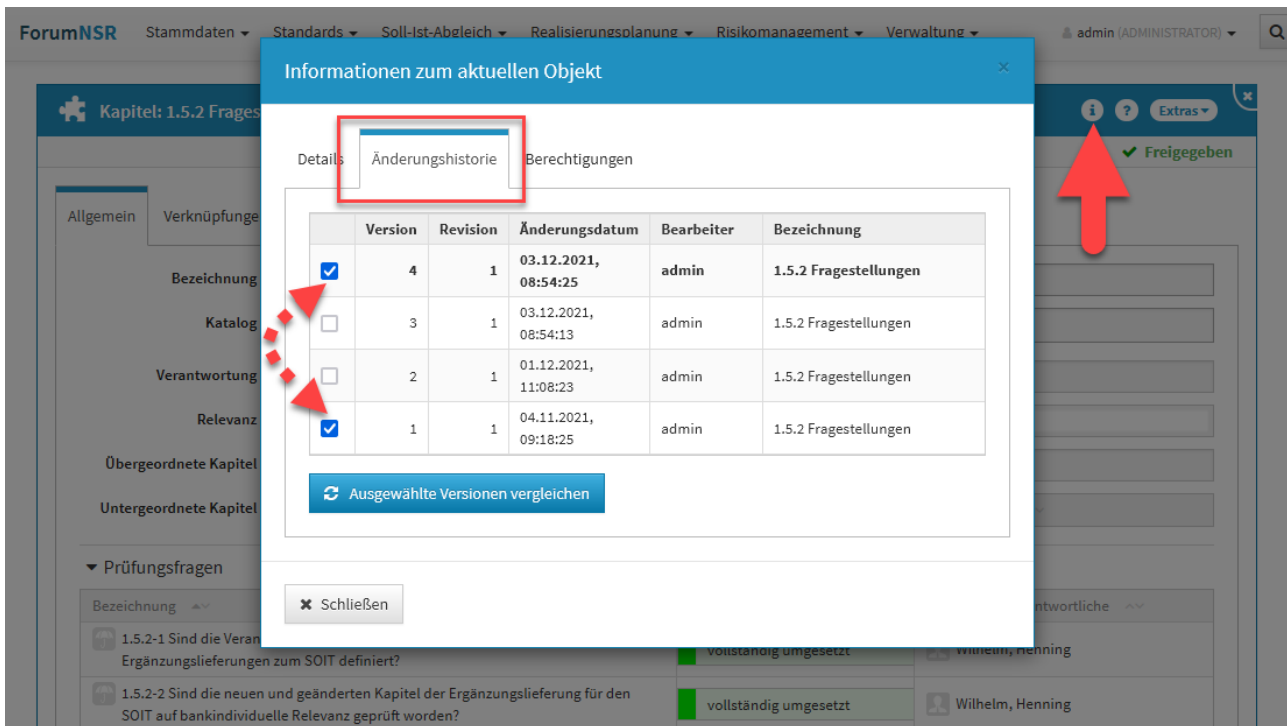 ForumNSR Stammdaten Standards Soll-Ist-Abgleich Realisierungsplanung Risikomanagement Verwaltung admin (ADMINISTRATOR)
Informationen zum aktuellen Objekt
Kapitel: 1.5.2 Frages
i ? Extras
Freigegeben
Details Änderungshistorie Berechtigungen
Allgemein Verknüpfunge
Version Revision Änderungsdatum Bearbeiter Bezeichnung
4 1 03.12.2021, 08:54:25 admin 1.5.2 Fragestellungen
3 1 03.12.2021, 08:54:13 admin 1.5.2 Fragestellungen
2 1 01.12.2021, 11:08:23 admin 1.5.2 Fragestellungen
1 1 04.11.2021, 09:18:25 admin 1.5.2 Fragestellungen
Bezeichnung
Katalog
Verantwortung
Relevanz
Übergeordnete Kapitel
Untergeordnete Kapitel
Ausgewählte Versionen vergleichen
Prüfungsfragen
Schließen
Bezeichnung
ntwortliche
1.5.2-1 Sind die Veran
Ergänzungslieferungen zum SOIT definiert?
vollständig umgesetzt
Wilhelm, Henning
1.5.2-2 Sind die neuen und geänderten Kapitel der Ergänzungslieferung für den
SOIT auf bankindividuelle Relevanz geprüft worden?
vollständig umgesetzt
Wilhelm, Henning